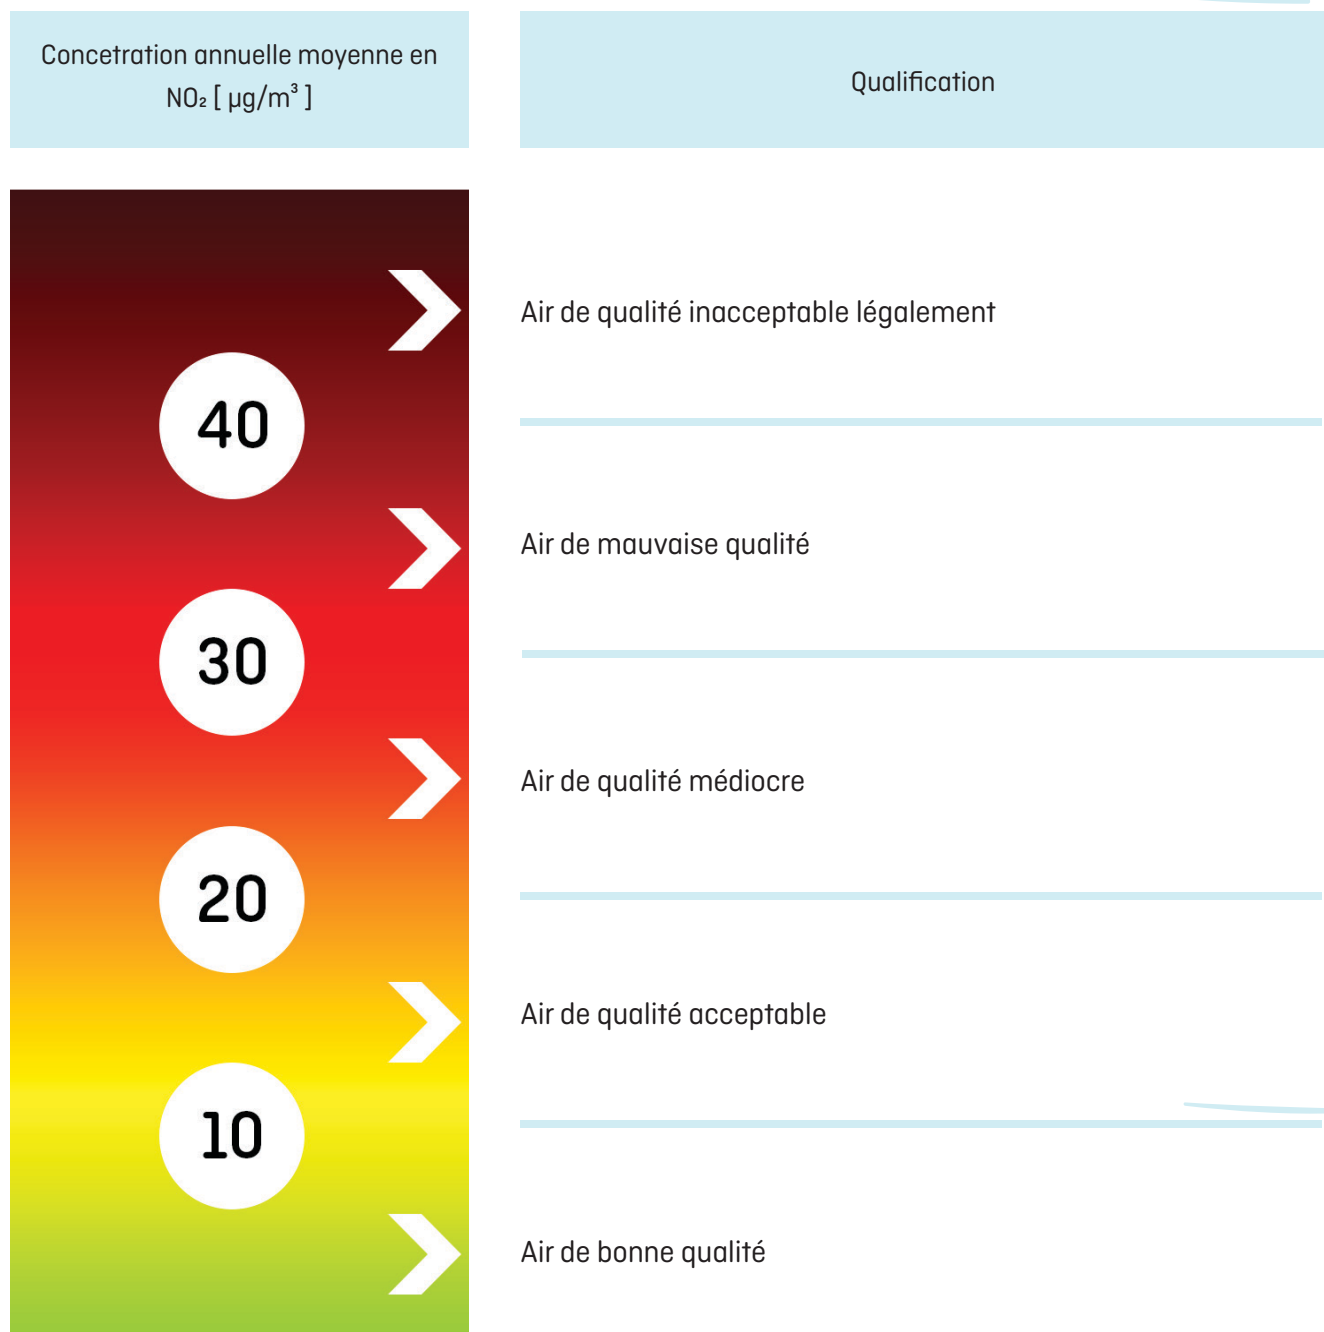 Concetration annuelle moyenne en
NO₂ [ µg/m³ ]
Qualification
Air de qualité inacceptable légalement
40
Air de mauvaise qualité
30
Air de qualité médiocre
20
Air de qualité acceptable
10
Air de bonne qualité